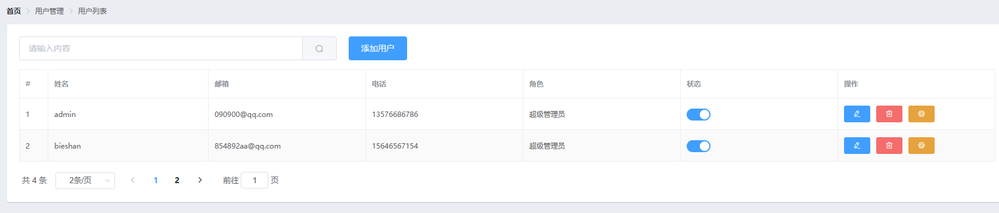 首页 > 用户管理 > 用户列表
请输入内容 添加用户
# 姓名 邮箱 电话 角色 状态 操作
1 admin 090900@qq.com 13576686786 超级管理员
2 bieshan 854892aa@qq.com 15646567154 超级管理员
共 4 条 2条/页 < 1 2 > 前往 1 页